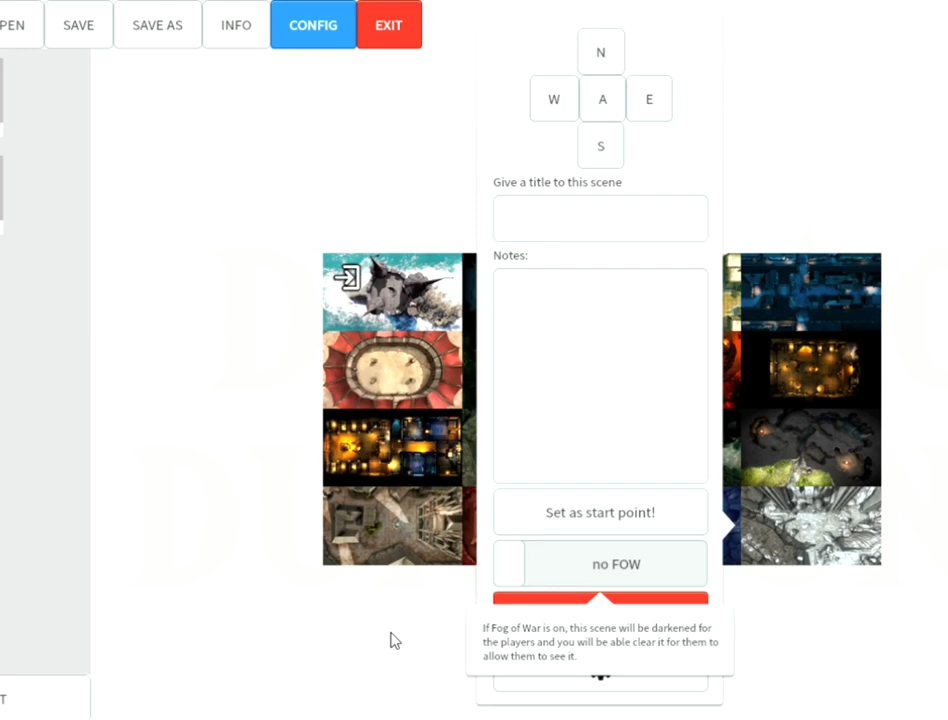 PEN SAVE SAVE AS INFO CONFIG EXIT
N
W A E
S
Give a title to this scene
Notes:
Set as start point!
no FOW
If Fog of War is on, this scene will be darkened for
the players and you will be able clear it for them to
allow them to see it.
T